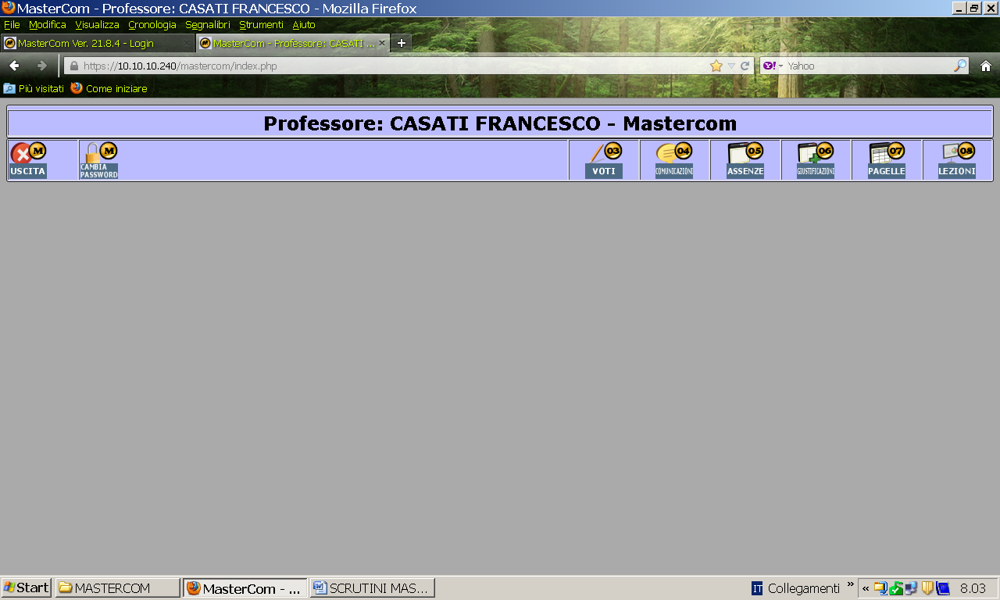 MasterCom - Professore: CASATI FRANCESCO - Mozilla Firefox
File Modifica Visualizza Cronologia Segnalibri Strumenti Aiuto
MasterCom Ver. 21.8.4 - Login
MasterCom - Professore: CASATI ...
https://10.10.10.240/mastercom/index.php
Y! Yahoo
Più visitati Come iniziare
Professore: CASATI FRANCESCO - Mastercom
M M 03 04 05 06 07 08
USCITA
CAMBIA
PASSWORD
VOTI COMUNICAZIONI ASSENZE GIUSTIFICAZIONI PAGELLE LEZIONI
Start MASTERCOM MasterCom - ... SCRUTINI MAS... IT Collegamenti » « 8.03